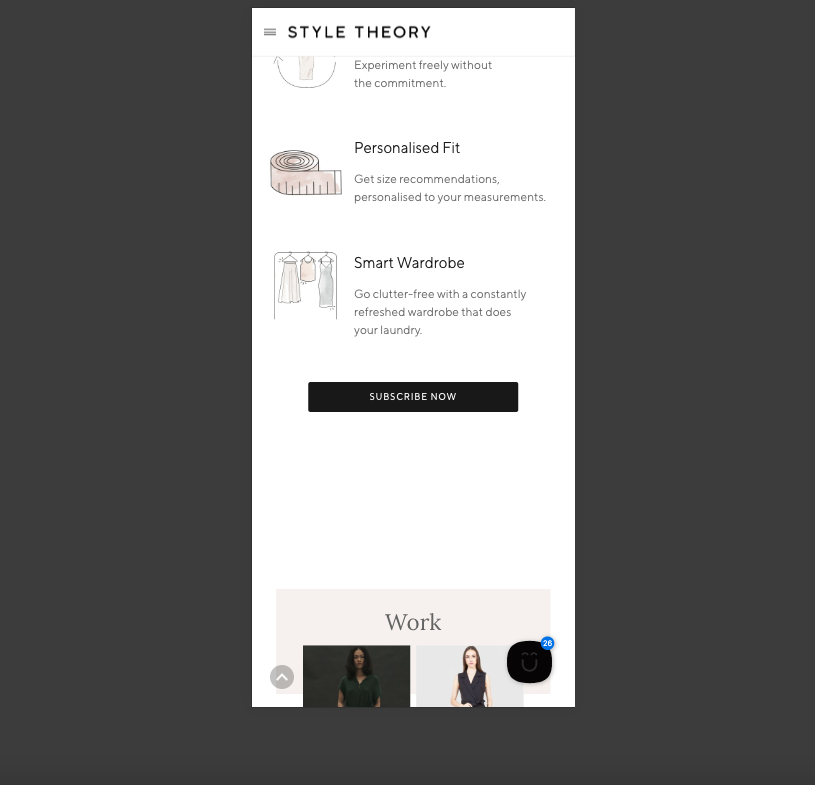 STYLE THEORY
Experiment freely without
the commitment.
Personalised Fit
Get size recommendations,
personalised to your measurements.
Smart Wardrobe
Go clutter-free with a constantly
refreshed wardrobe that does
your laundry.
SUBSCRIBE NOW
Work
26